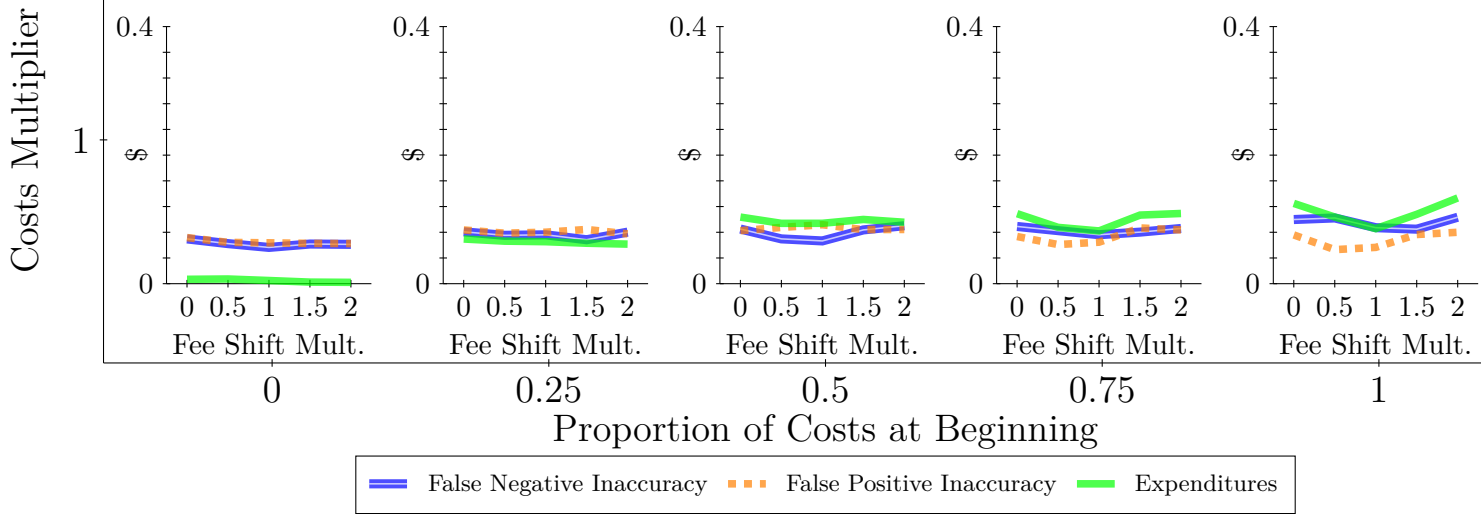 Costs Multiplier
1
0.4 0.4 0.4 0.4 0.4
$ $ $ $ $
0 0 0 0 0
0 0.5 1 1.5 2 0 0.5 1 1.5 2 0 0.5 1 1.5 2 0 0.5 1 1.5 2 0 0.5 1 1.5 2
Fee Shift Mult. Fee Shift Mult. Fee Shift Mult. Fee Shift Mult. Fee Shift Mult.
0 0.25 0.5 0.75 1
Proportion of Costs at Beginning
False Negative Inaccuracy False Positive Inaccuracy Expenditures